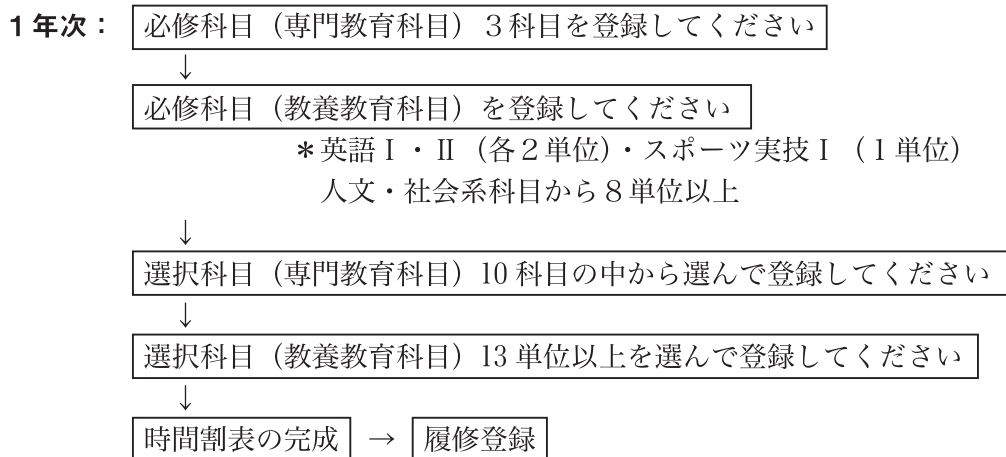 1年次： 必修科目（専門教育科目）３科目を登録してください
↓
必修科目（教養教育科目）を登録してください
＊英語Ⅰ・Ⅱ（各２単位）・スポーツ実技Ⅰ（１単位）
人文・社会系科目から８単位以上
↓
選択科目（専門教育科目）10 科目の中から選んで登録してください
↓
選択科目（教養教育科目）13 単位以上を選んで登録してください
↓
時間割表の完成 → 履修登録